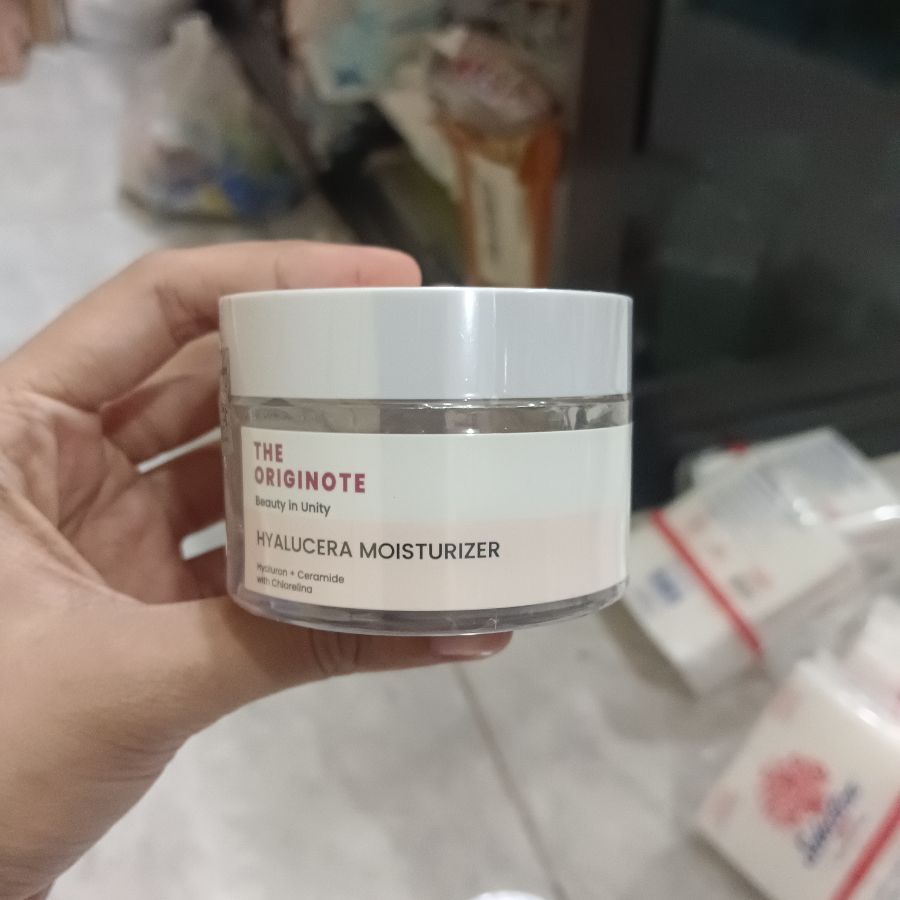 THE
ORIGINOTE
Beauty in Unity
HYALUCERA MOISTURIZER
Hyaluron + Ceramide
with Chlorelina